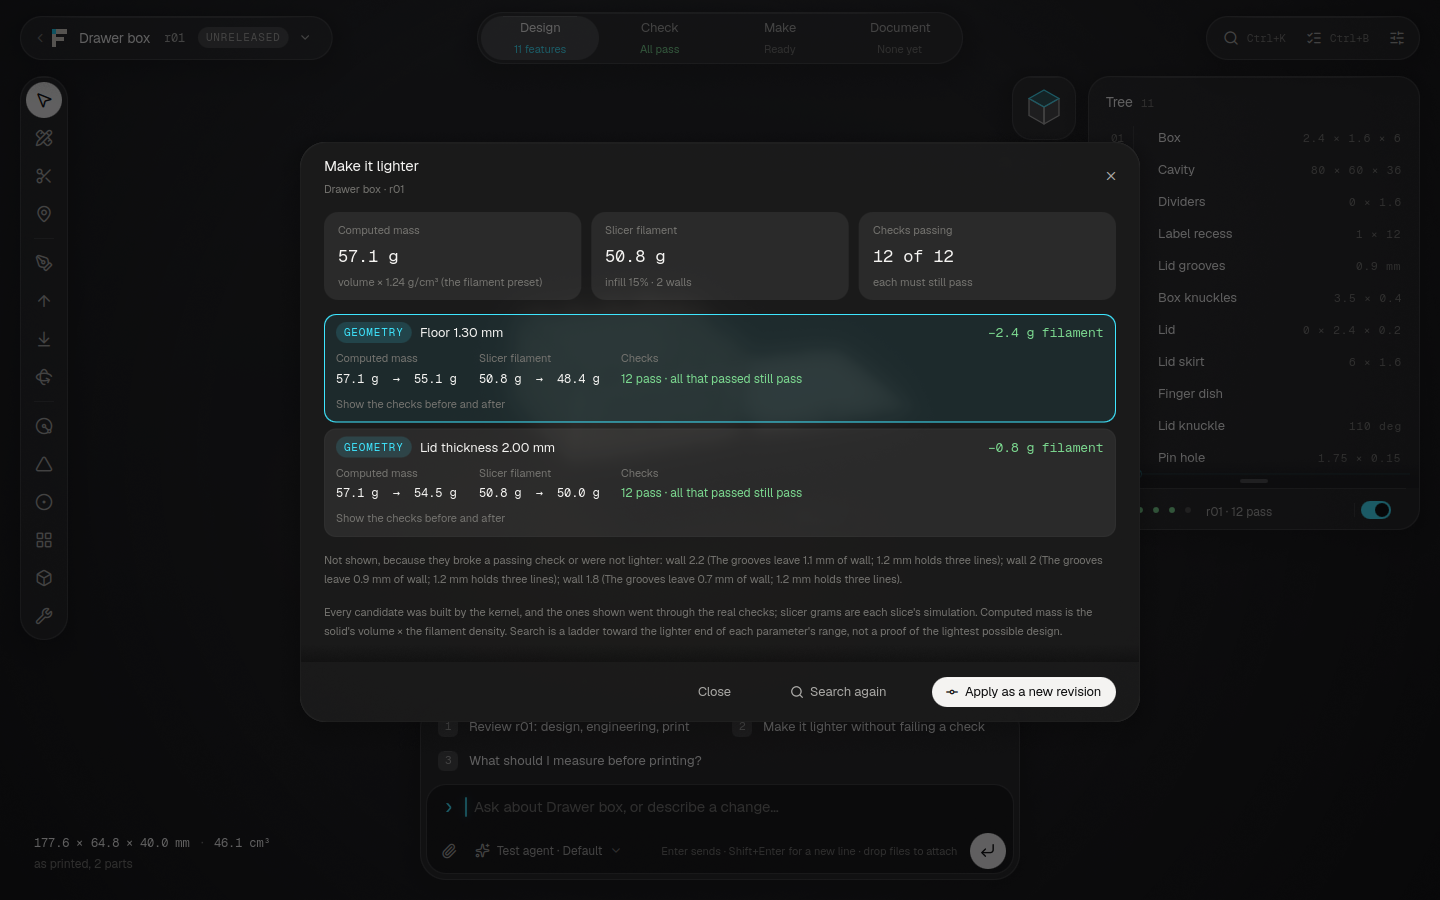 Drawer box r01 UNRELEASED
Design
11 features
Check
All pass
Make
Ready
Document
None yet
Ctrl+K
Ctrl+B
Tree 11
01
Box 2.4 × 1.6 × 6
Cavity 80 × 60 × 36
Dividers 0 × 1.6
Label recess 1 × 12
Lid grooves 0.9 mm
Box knuckles 3.5 × 0.4
Lid 0 × 2.4 × 0.2
Lid skirt 6 × 1.6
Finger dish
Lid knuckle 110 deg
Pin hole 1.75 × 0.15
r01 · 12 pass
Make it lighter
Drawer box · r01
Computed mass
57.1 g
volume × 1.24 g/cm³ (the filament preset)
Slicer filament
50.8 g
infill 15% · 2 walls
Checks passing
12 of 12
each must still pass
GEOMETRY Floor 1.30 mm −2.4 g filament
Computed mass Slicer filament Checks
57.1 g → 55.1 g 50.8 g → 48.4 g 12 pass · all that passed still pass
Show the checks before and after
GEOMETRY Lid thickness 2.00 mm −0.8 g filament
Computed mass Slicer filament Checks
57.1 g → 54.5 g 50.8 g → 50.0 g 12 pass · all that passed still pass
Show the checks before and after
Not shown, because they broke a passing check or were not lighter: wall 2.2 (The grooves leave 1.1 mm of wall; 1.2 mm holds three lines); wall 2 (The grooves
leave 0.9 mm of wall; 1.2 mm holds three lines); wall 1.8 (The grooves leave 0.7 mm of wall; 1.2 mm holds three lines).
Every candidate was built by the kernel, and the ones shown went through the real checks; slicer grams are each slice's simulation. Computed mass is the
solid's volume × the filament density. Search is a ladder toward the lighter end of each parameter's range, not a proof of the lightest possible design.
Close
Search again
Apply as a new revision
1 Review r01: design, engineering, print
2 Make it lighter without failing a check
3 What should I measure before printing?
Ask about Drawer box, or describe a change...
Test agent · Default
Enter sends · Shift+Enter for a new line · drop files to attach
177.6 × 64.8 × 40.0 mm · 46.1 cm³
as printed, 2 parts